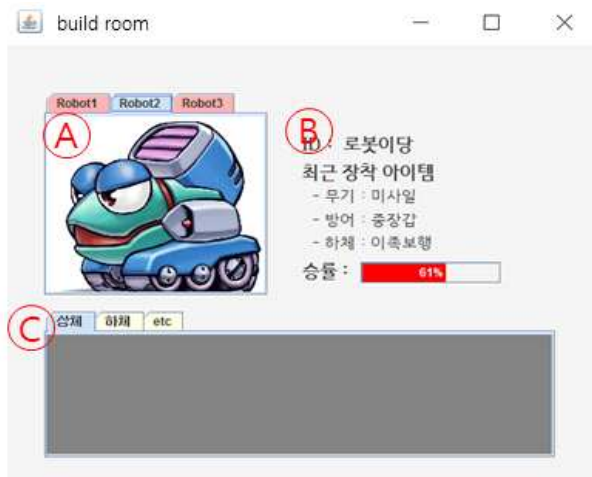 build room
Robot1 Robot2 Robot3
A
B
ID : 로봇이당
최근 장착 아이템
- 무기 : 미사일
- 방어 : 중장갑
- 하체 : 이족보행
승률 : 61%
C
상체 하체 etc